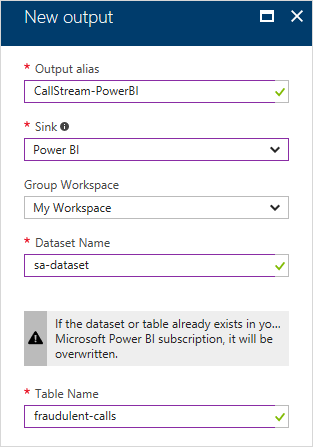 New output
* Output alias
CallStream-PowerBI
* Sink
Power BI
Group Workspace
My Workspace
* Dataset Name
sa-dataset
If the dataset or table already exists in yo...
Microsoft Power BI subscription, it will be
overwritten.
* Table Name
fraudulent-calls